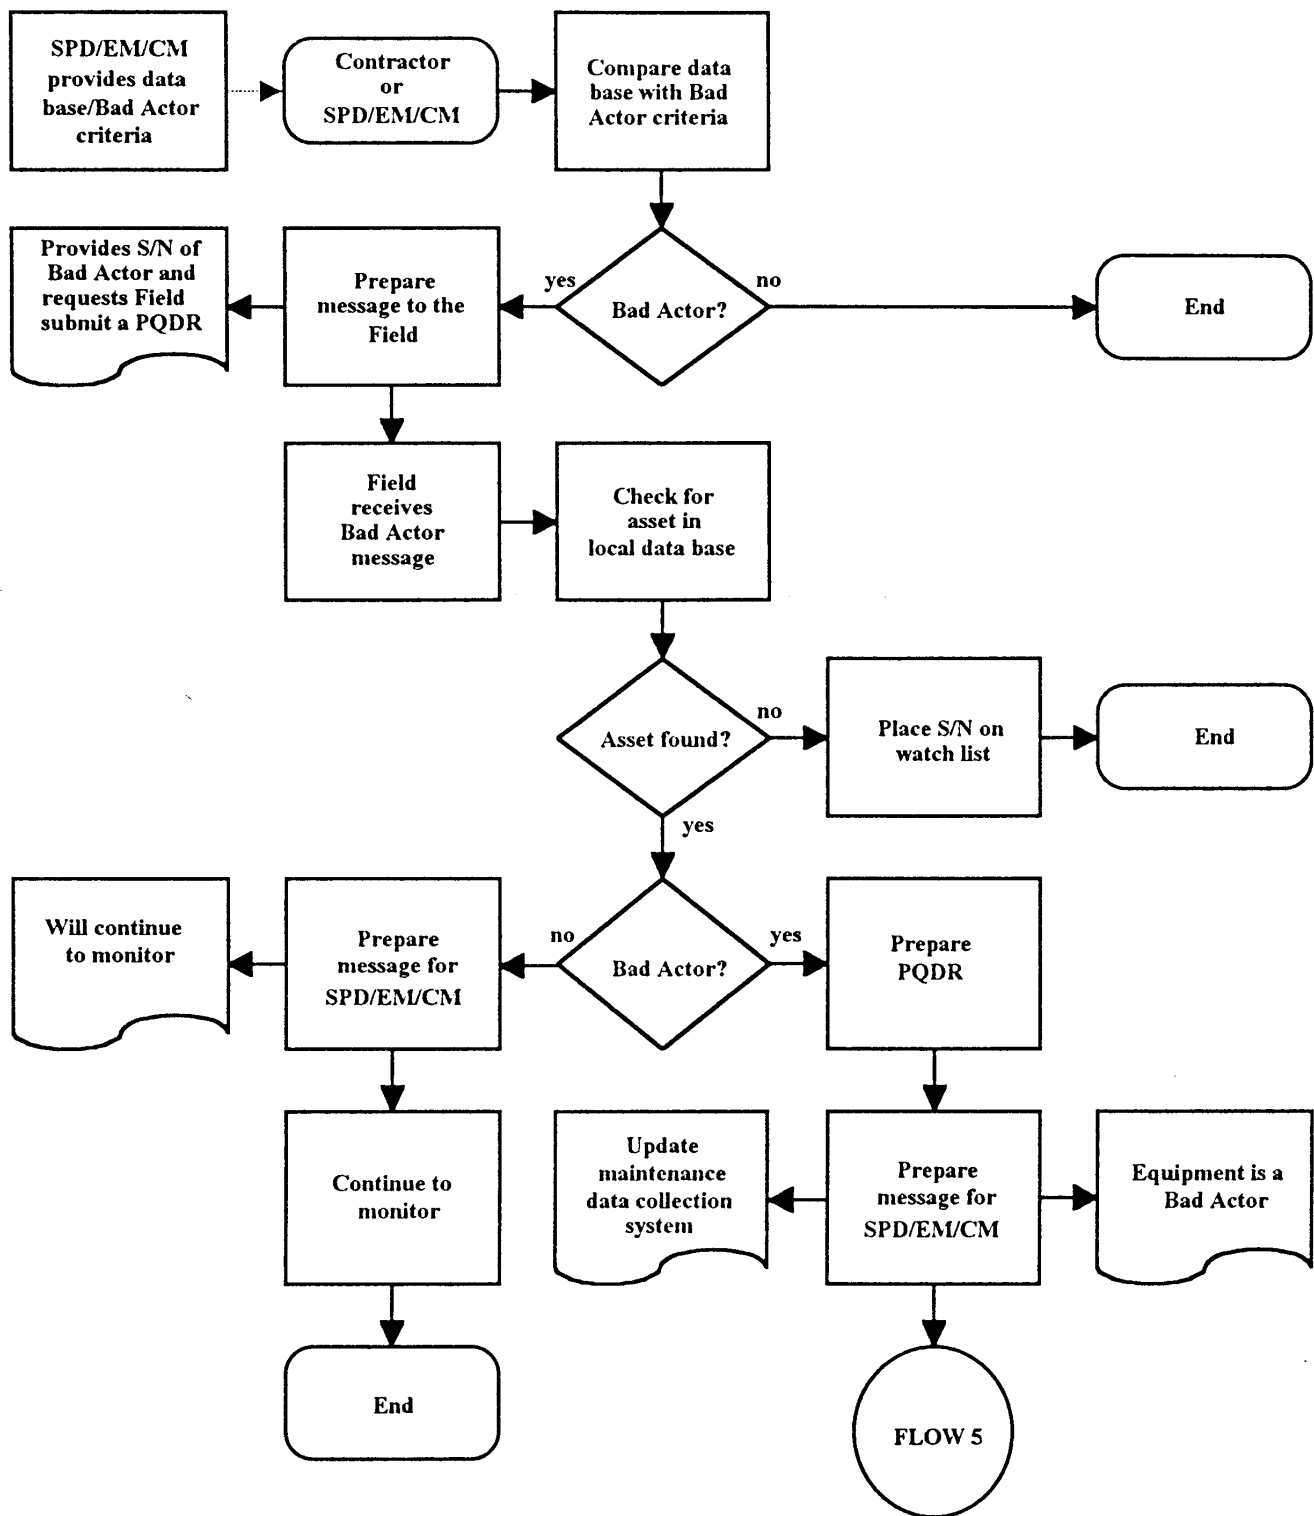 SPD/EM/CM
provides data
base/Bad Actor
criteria
Contractor
or
SPD/EM/CM
Compare data
base with Bad
Actor criteria
Provides S/N of
Bad Actor and
requests Field
submit a PQDR
Prepare
message to the
Field
yes
Bad Actor?
no
End
Field
receives
Bad Actor
message
Check for
asset in
local data base
Asset found?
no
Place S/N on
watch list
End
yes
Will continue
to monitor
Prepare
message for
SPD/EM/CM
no
Bad Actor?
yes
Prepare
PQDR
Continue to
monitor
Update
maintenance
data collection
system
Prepare
message for
SPD/EM/CM
Equipment is a
Bad Actor
End
FLOW 5